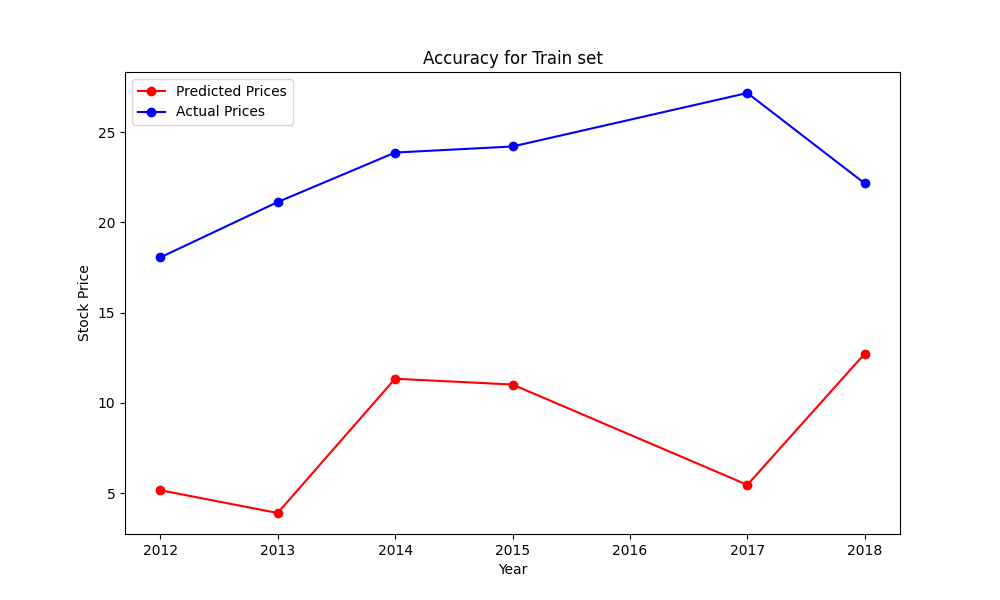 Accuracy for Train set
Predicted Prices
Actual Prices
25
20
15
10
5
Stock Price
2012 2013 2014 2015 2016 2017 2018
Year